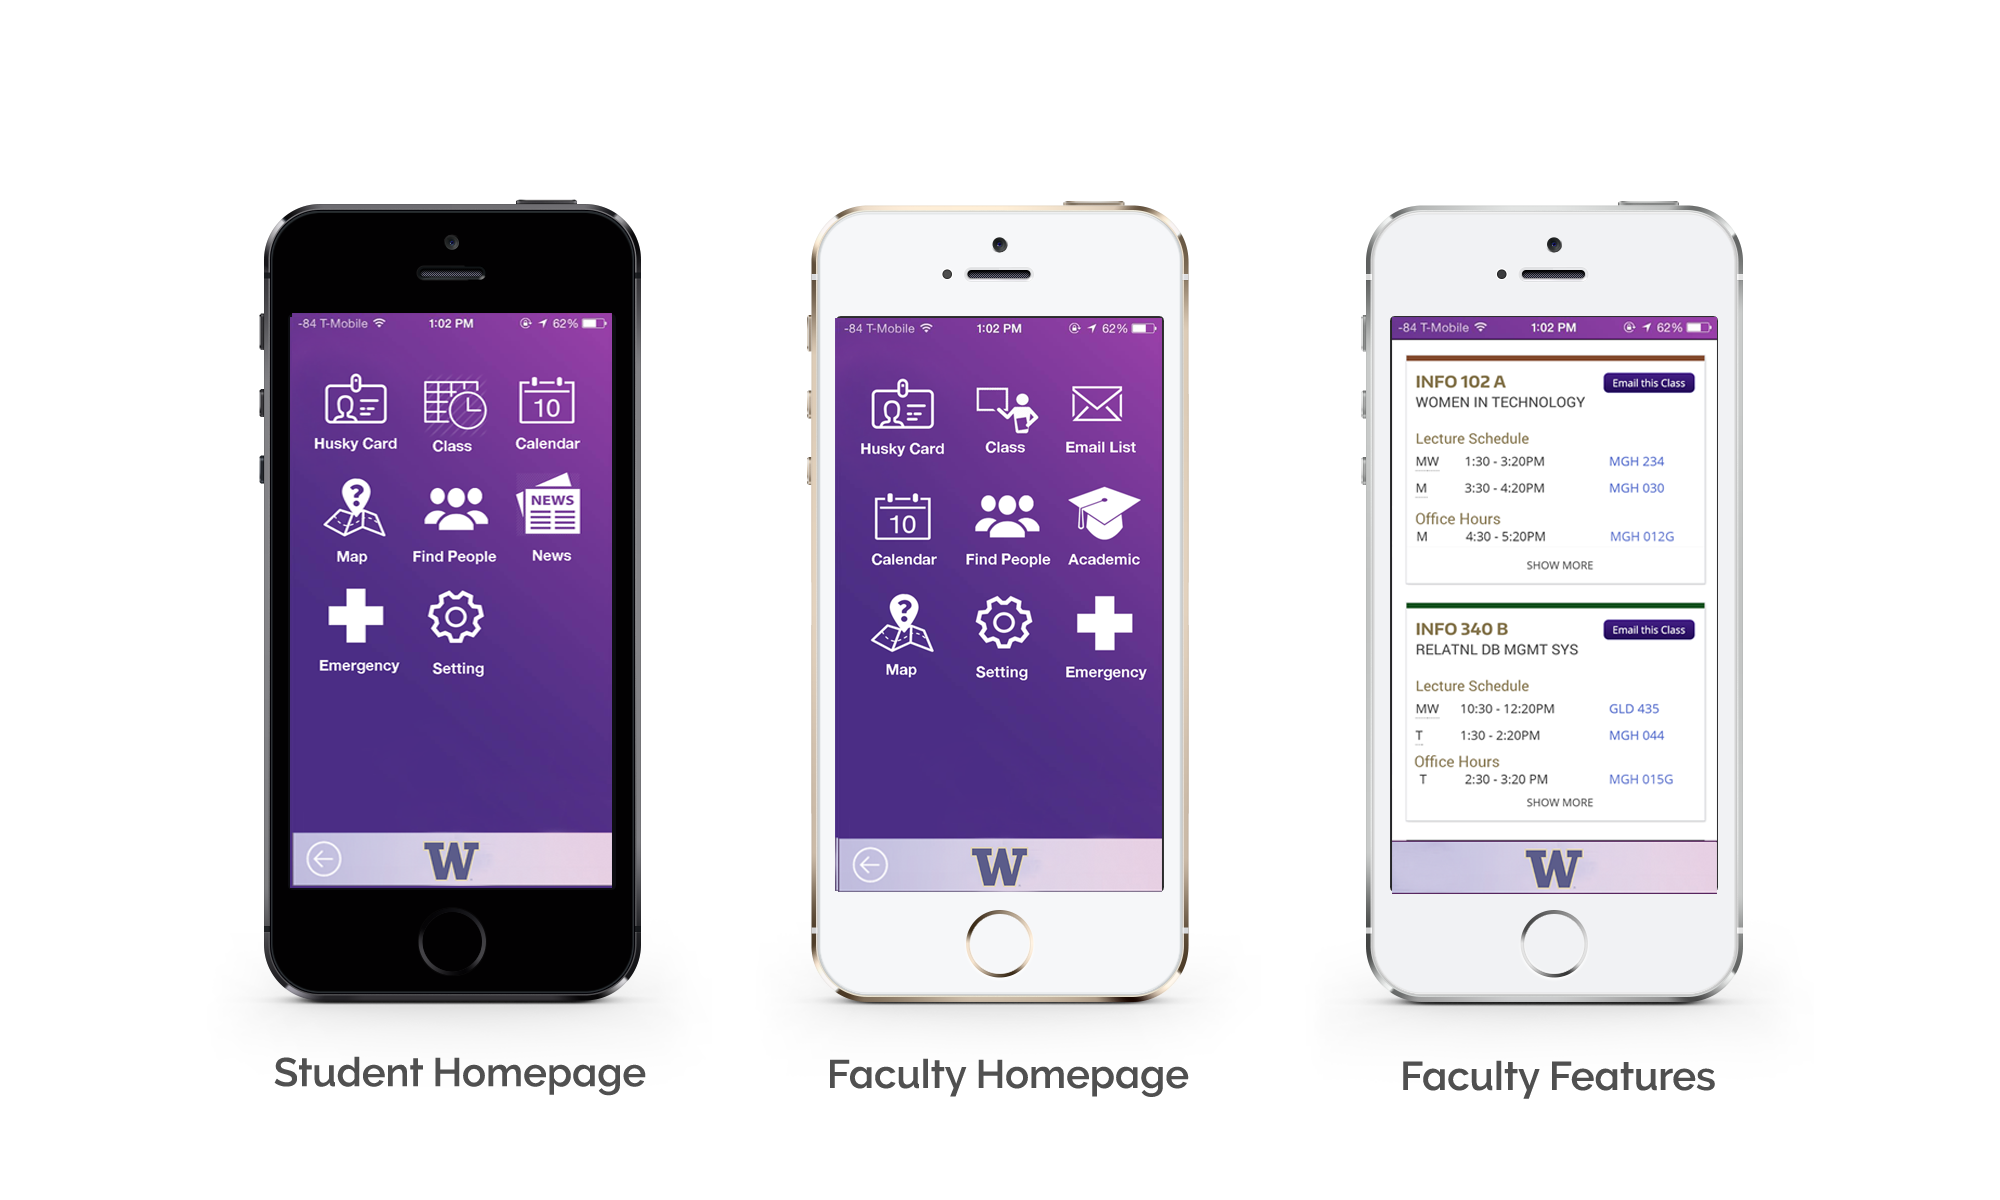 -84 T-Mobile 1:02 PM 62%
Husky Card Class 10 Calendar
Map Find People NEWS News
Emergency Setting
W
Student Homepage
-84 T-Mobile 1:02 PM 62%
Husky Card Class Email List
10 Calendar Find People Academic
Map Setting Emergency
W
Faculty Homepage
-84 T-Mobile 1:02 PM 62%
INFO 102 A Email this Class
WOMEN IN TECHNOLOGY
Lecture Schedule
MW 1:30 - 3:20PM MGH 234
M 3:30 - 4:20PM MGH 030
Office Hours
M 4:30 - 5:20PM MGH 012G
SHOW MORE
INFO 340 B Email this Class
RELATNL DB MGMT SYS
Lecture Schedule
MW 10:30 - 12:20PM GLD 435
T 1:30 - 2:20PM MGH 044
Office Hours
T 2:30 - 3:20 PM MGH 015G
SHOW MORE
W
Faculty Features